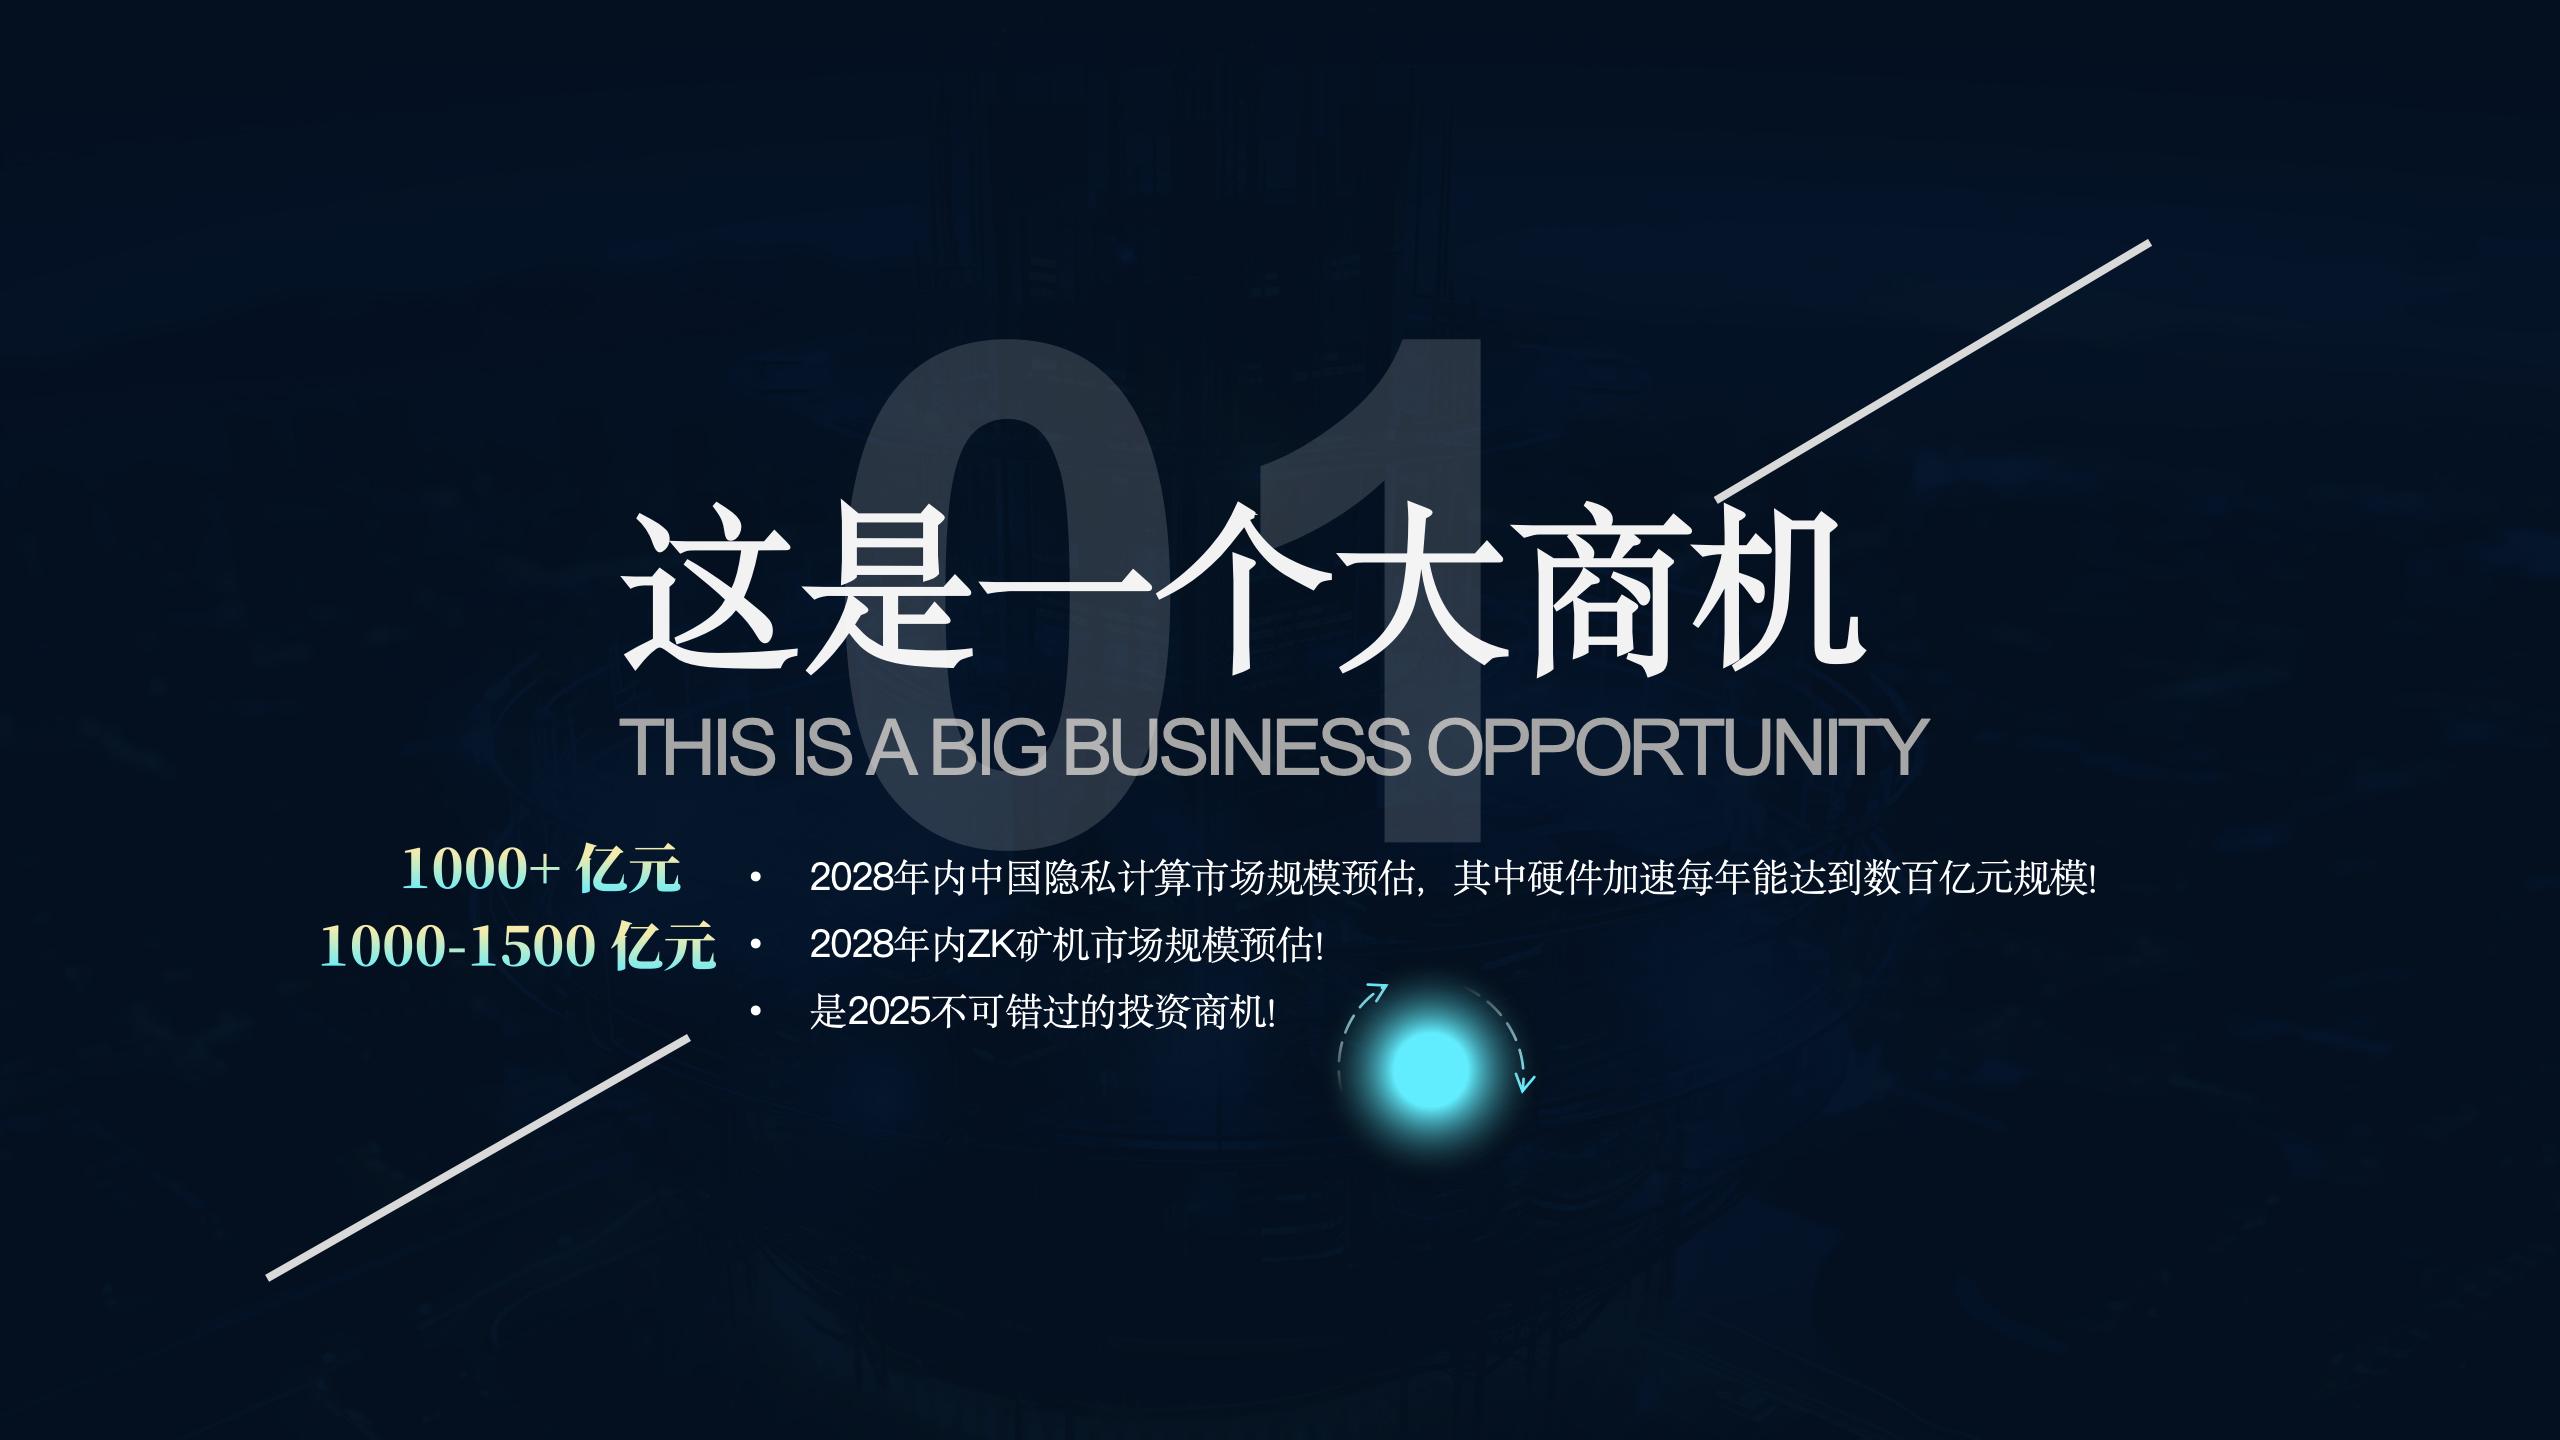 01
这是一个大商机
THIS IS A BIG BUSINESS OPPORTUNITY
1000+ 亿元
• 2028年内中国隐私计算市场规模预估，其中硬件加速每年能达到数百亿元规模!
1000-1500 亿元
• 2028年内ZK矿机市场规模预估!
• 是2025不可错过的投资商机!